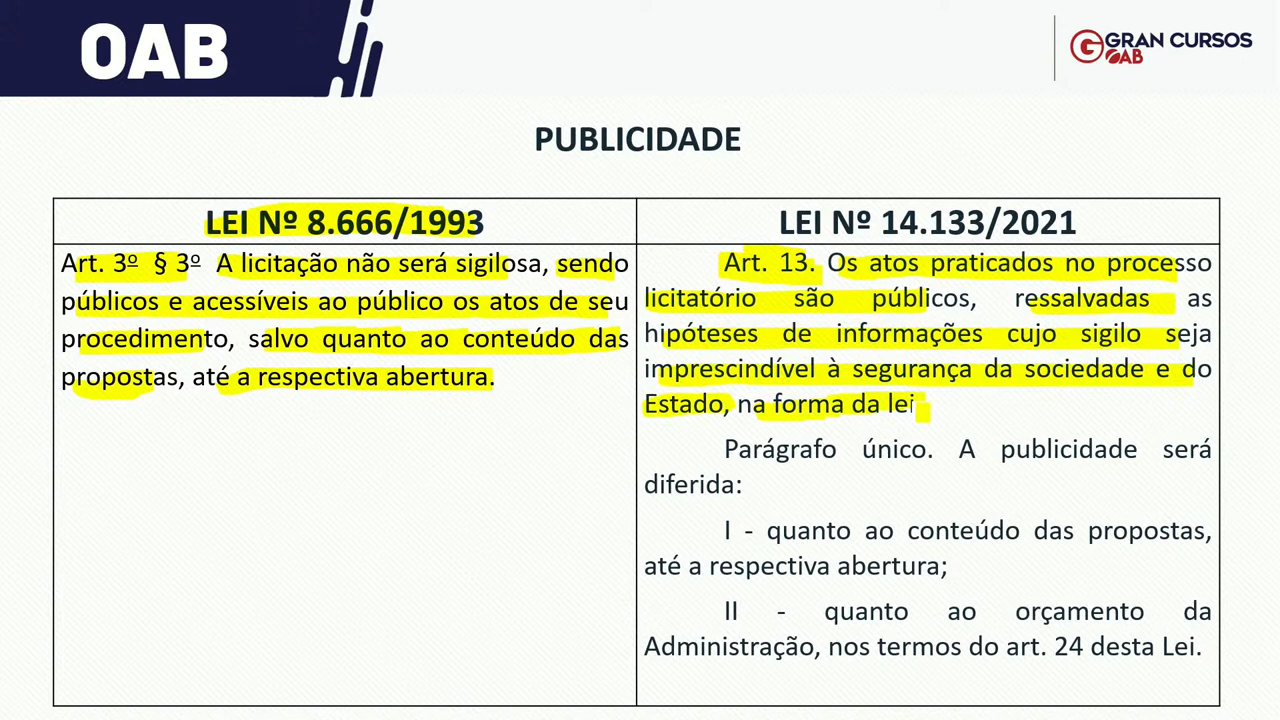 OAB
GRAN CURSOS
OAB
PUBLICIDADE
LEI Nº 8.666/1993
Art. 3º § 3º A licitação não será sigilosa, sendo
públicos e acessíveis ao público os atos de seu
procedimento, salvo quanto ao conteúdo das
propostas, até a respectiva abertura.
LEI Nº 14.133/2021
Art. 13. Os atos praticados no processo
licitatório são públicos, ressalvadas as
hipóteses de informações cujo sigilo seja
imprescindível à segurança da sociedade e do
Estado, na forma da lei
Parágrafo único. A publicidade será
diferida:
I - quanto ao conteúdo das propostas,
até a respectiva abertura;
II - quanto ao orçamento da
Administração, nos termos do art. 24 desta Lei.